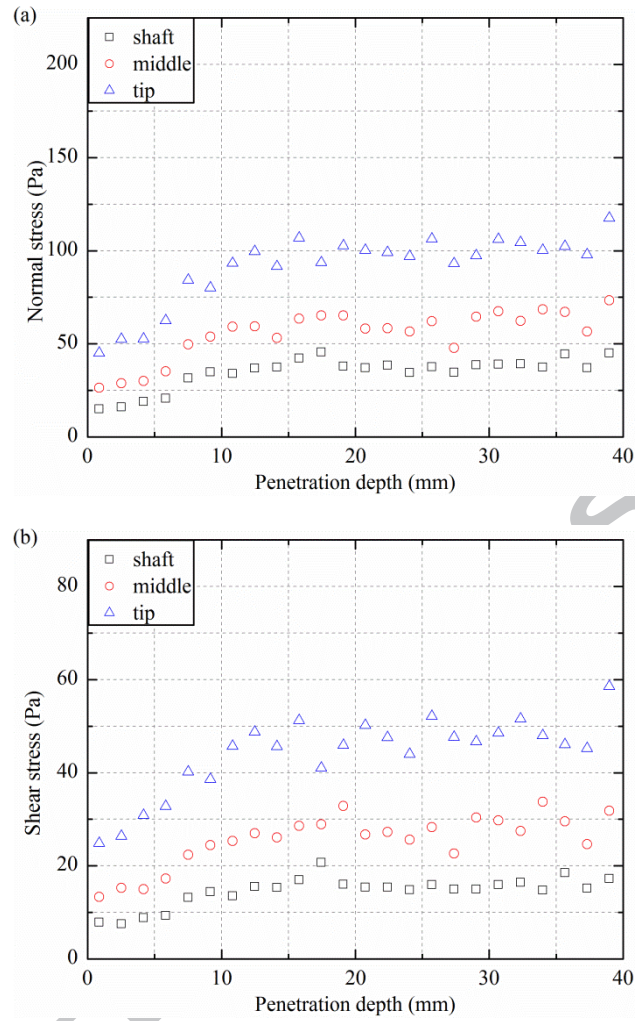 (a)
shaft
middle
tip
200
150
100
50
0
Normal stress (Pa)
0 10 20 30 40
Penetration depth (mm)
(b)
shaft
middle
tip
80
60
40
20
0
Shear stress (Pa)
0 10 20 30 40
Penetration depth (mm)